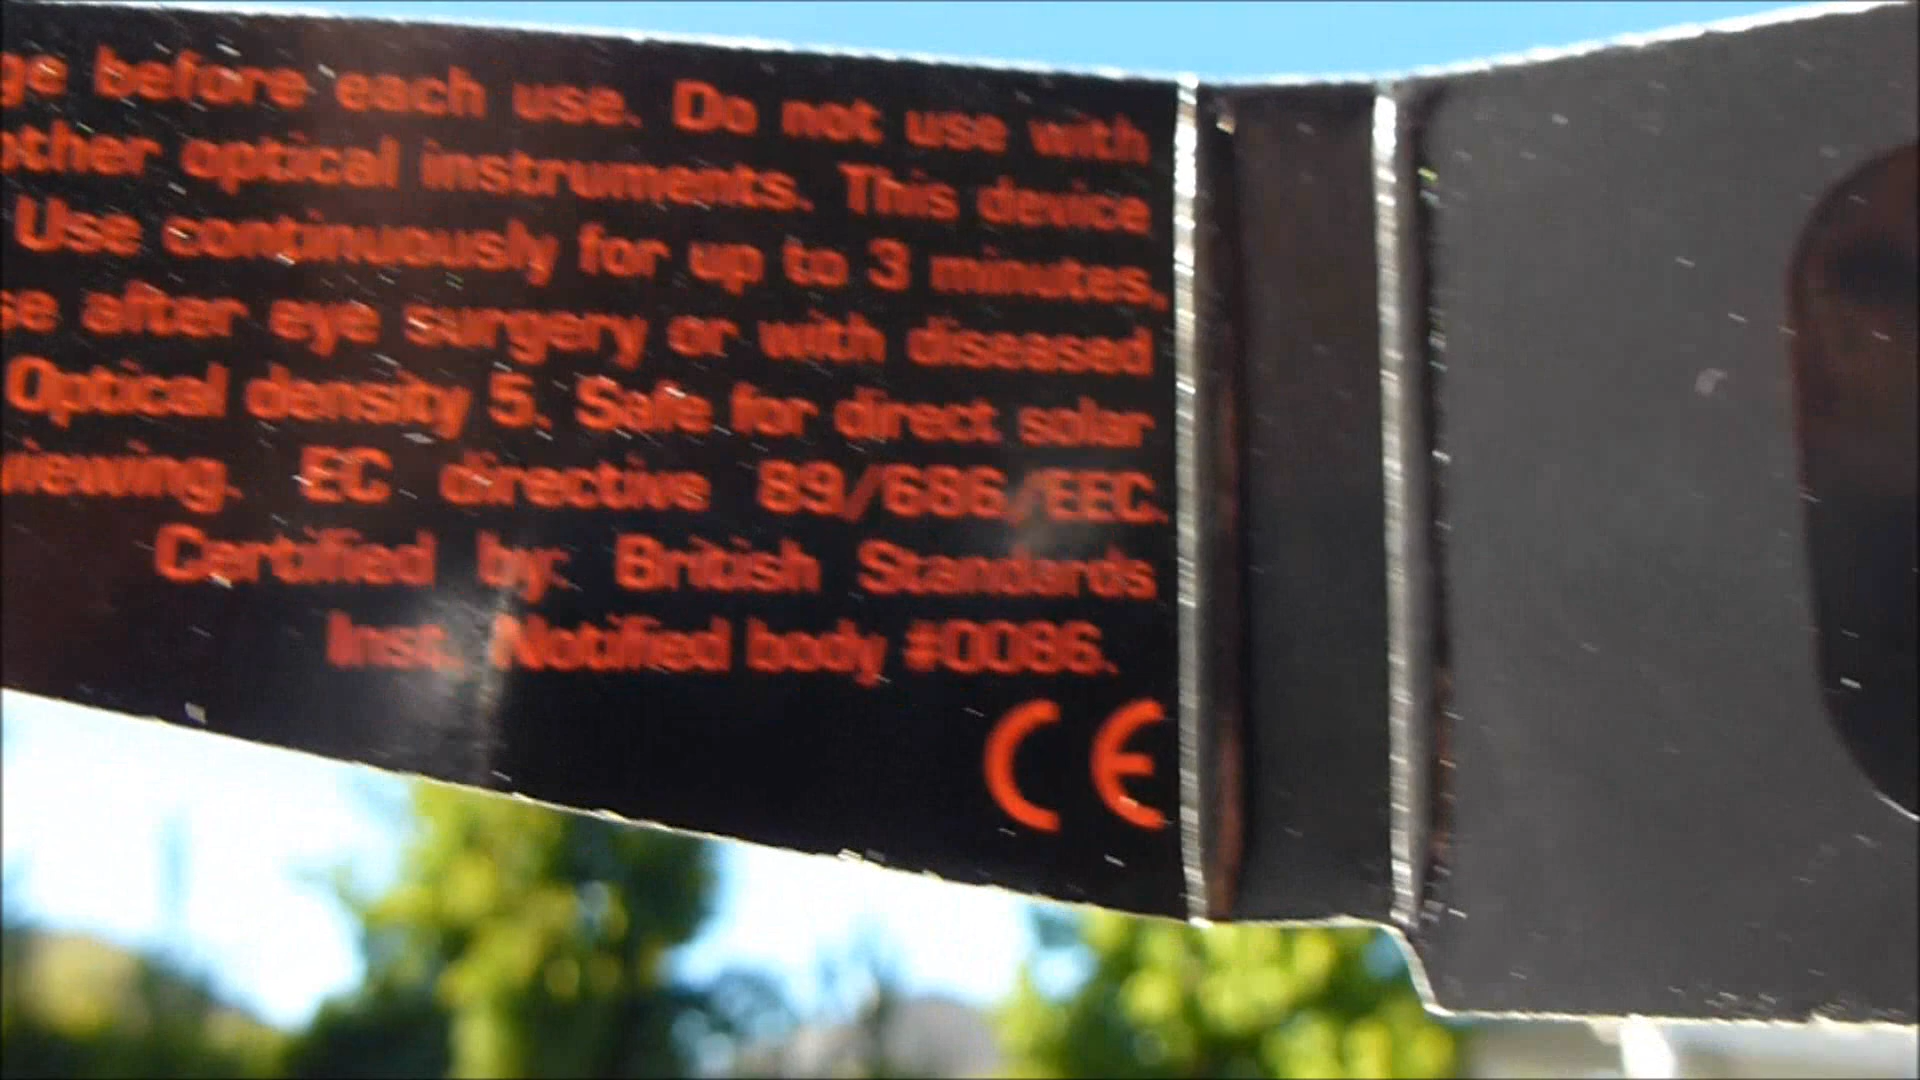 ge before each use. Do not use with
other optical instruments. This device
Use continuously for up to 3 minutes.
se after eye surgery or with diseased
Optical density 5. Safe for direct solar
viewing. EC directive 89/686/EEC.
Certified by: British Standards
Inst. Notified body #0086.
CE